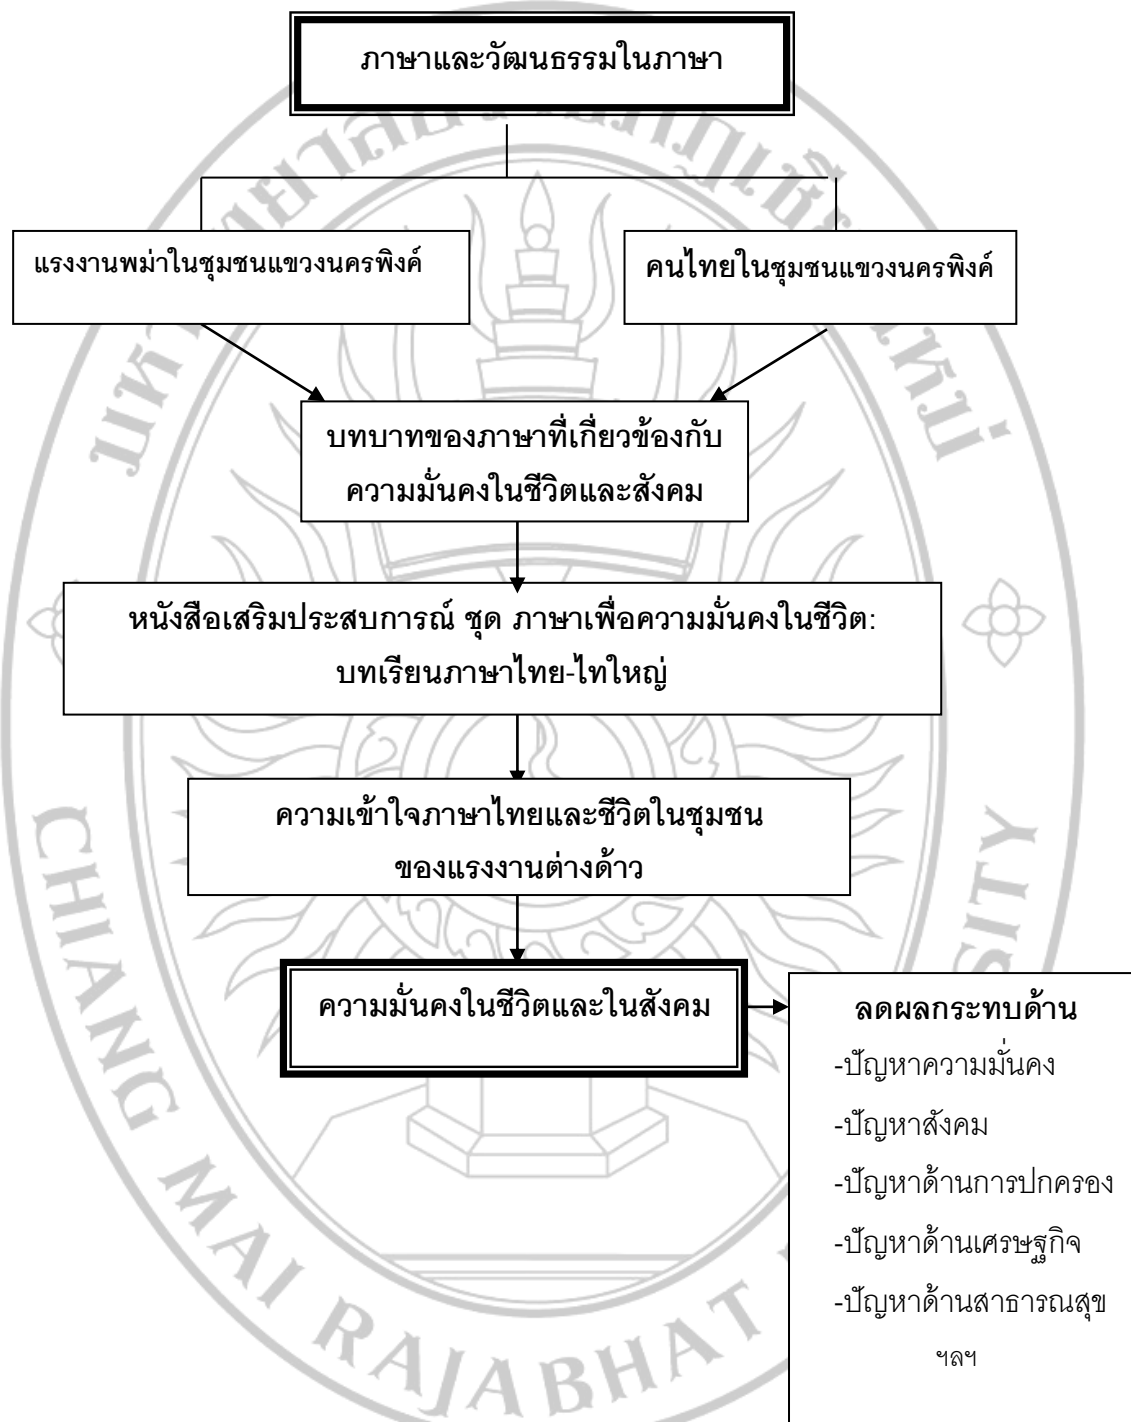 ภาษาและวัฒนธรรมในภาษา
แรงงานพม่าในชุมชนแขวงนครพิงค์
คนไทยในชุมชนแขวงนครพิงค์
บทบาทของภาษาที่เกี่ยวข้องกับ
ความมั่นคงในชีวิตและสังคม
หนังสือเสริมประสบการณ์ ชุด ภาษาเพื่อความมั่นคงในชีวิต:
บทเรียนภาษาไทย-ไทใหญ่
ความเข้าใจภาษาไทยและชีวิตในชุมชน
ของแรงงานต่างด้าว
ความมั่นคงในชีวิตและในสังคม
ลดผลกระทบด้าน
-ปัญหาความมั่นคง
-ปัญหาสังคม
-ปัญหาด้านการปกครอง
-ปัญหาด้านเศรษฐกิจ
-ปัญหาด้านสาธารณสุข
ฯลฯ
CHIANG MAI RAJABHAT